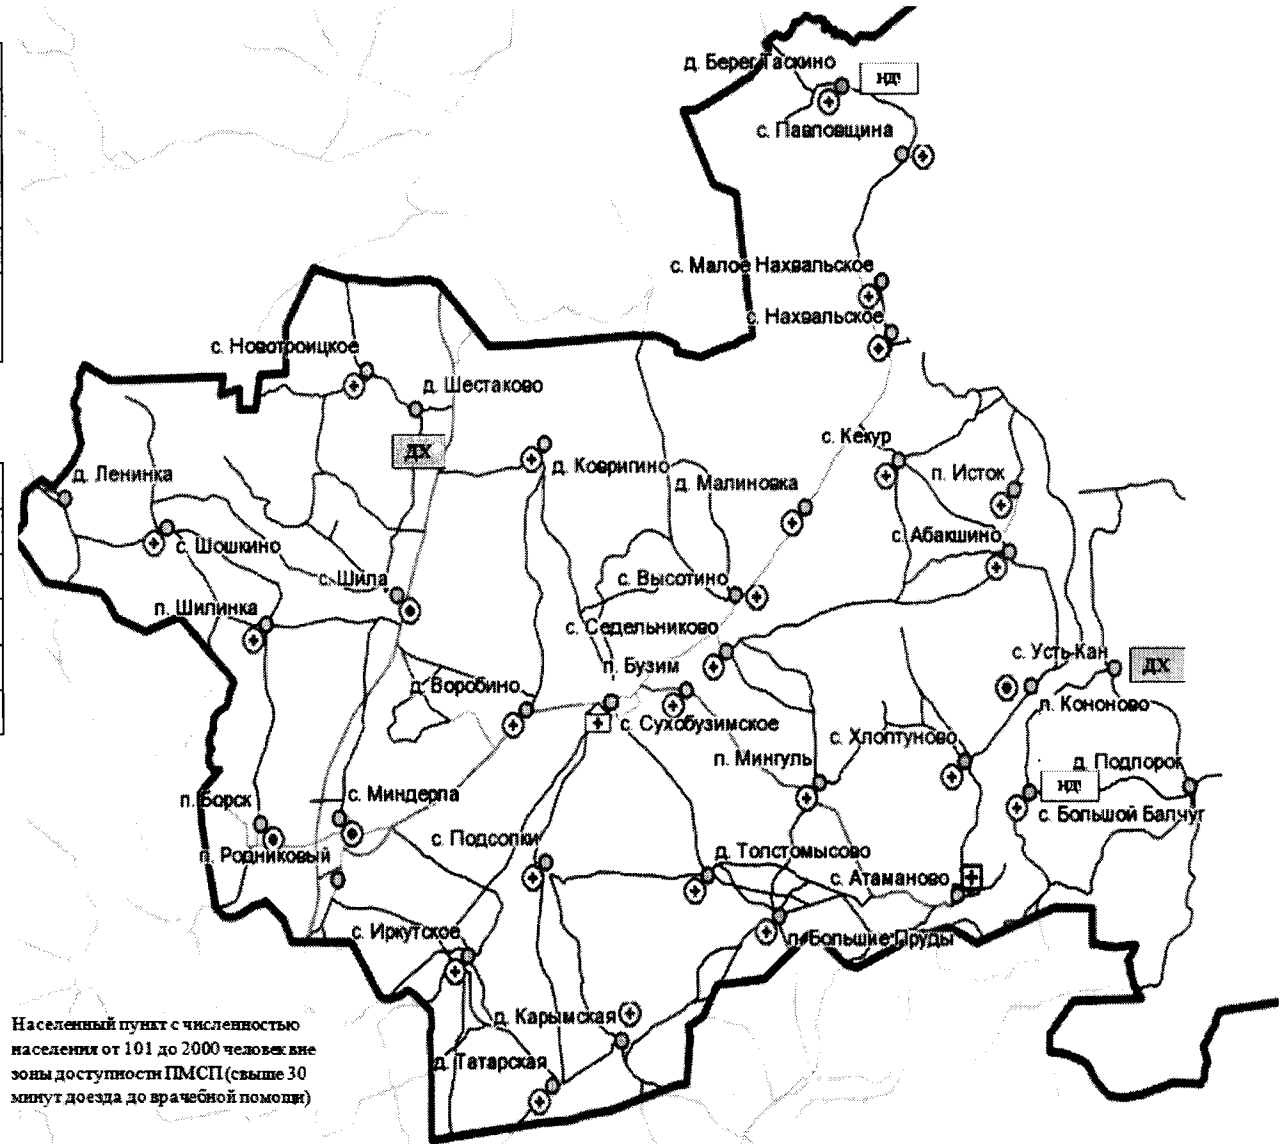 д. Берег Таскино
НД!
с. Павловщина
с. Малое Нахвальское
с. Нахвальское
с. Новотроицкое
д. Шестаково
ДХ
с. Кекур
д. Ковригино
п. Исток
д. Ленинка
д. Малиновка
с. Абакшино
с. Шошкино
с. Шила
с. Высотино
п. Шилинка
с. Седельниково
с. Усть-Кан
ДХ
п. Бузим
д. Воробино
п. Кононово
с. Сухобузимское
с. Хлоптуново
п. Мингуль
д. Подпорог
НД!
п. Борск
с. Миндерла
с. Большой Балчуг
с. Подсопки
п. Родниковый
д. Толстомысово
с. Атаманово
с. Иркутское
п. Большие Пруды
д. Карымская
д. Татарская
Населенный пункт с численностью
населения от 101 до 2000 человек вне
зоны доступности ПМСП (свыше 30
минут доезда до врачебной помощи)